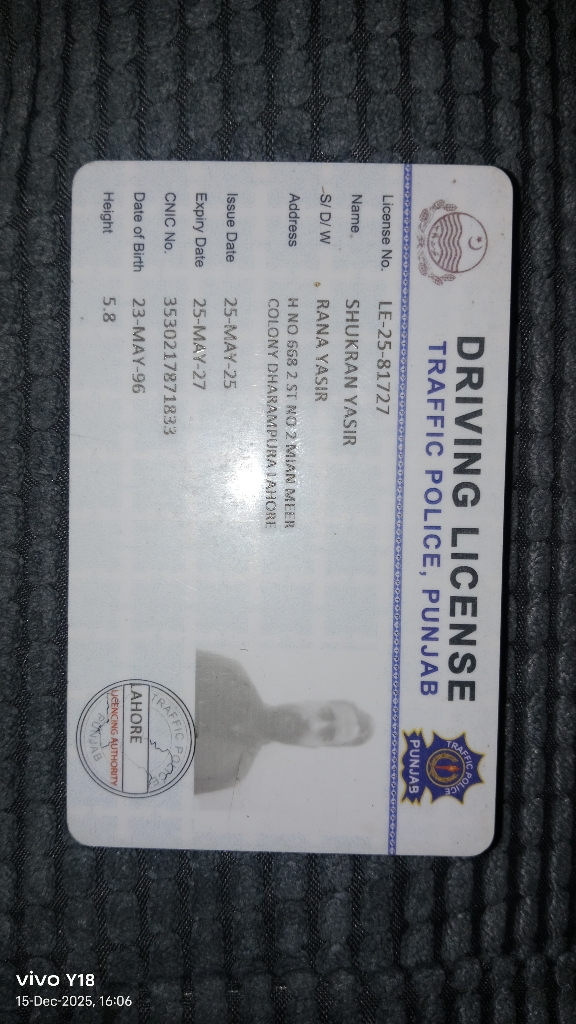 DRIVING LICENSE
TRAFFIC POLICE, PUNJAB
TRAFFIC POLICE
PUNJAB
License No. LE-25-81727
Name. SHUKRAN YASIR
S/ D/ W RANA YASIR
Address H NO 668 2 ST NO 2 MIAN MEER
COLONY DHARAMPURA LAHORE
Issue Date 25-MAY-25
Expiry Date 25-MAY-27
CNIC No. 3530217871833
Date of Birth 23-MAY-96
Height 5.8
TRAFFIC POLICE
LAHORE
LICENCING AUTHORITY
PUNJAB
vivo Y18
15-Dec-2025, 16:06